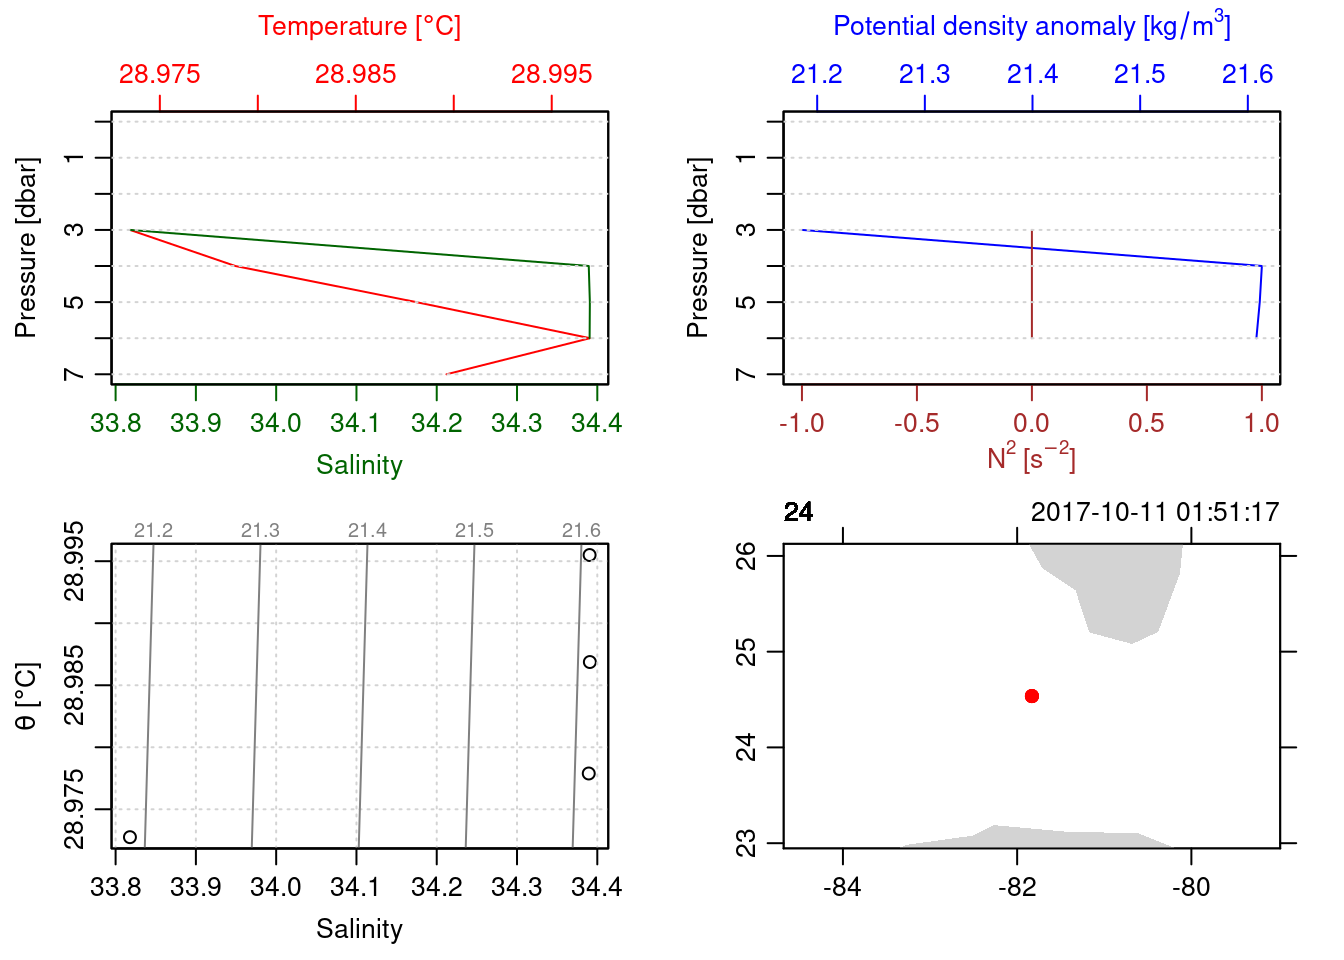 Temperature [°C]
28.975 28.985 28.995
Pressure [dbar]
1
3
5
7
33.8 33.9 34.0 34.1 34.2 34.3 34.4
Salinity
Potential density anomaly [kg/m³]
21.2 21.3 21.4 21.5 21.6
Pressure [dbar]
1
3
5
7
-1.0 -0.5 0.0 0.5 1.0
N² [s⁻²]
21.2 21.3 21.4 21.5 21.6
θ [°C]
28.995
28.985
28.975
33.8 33.9 34.0 34.1 34.2 34.3 34.4
Salinity
24 2017-10-11 01:51:17
26
25
24
23
-84 -82 -80